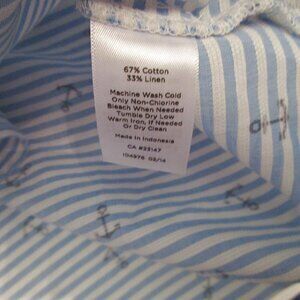 67% Cotton
33% Linen
Machine Wash Cold
Only Non-Chlorine
Bleach When Needed
Tumble Dry Low
Warm Iron, If Needed
Or Dry Clean
Made In Indonesia
CA #23147
104976 02/14